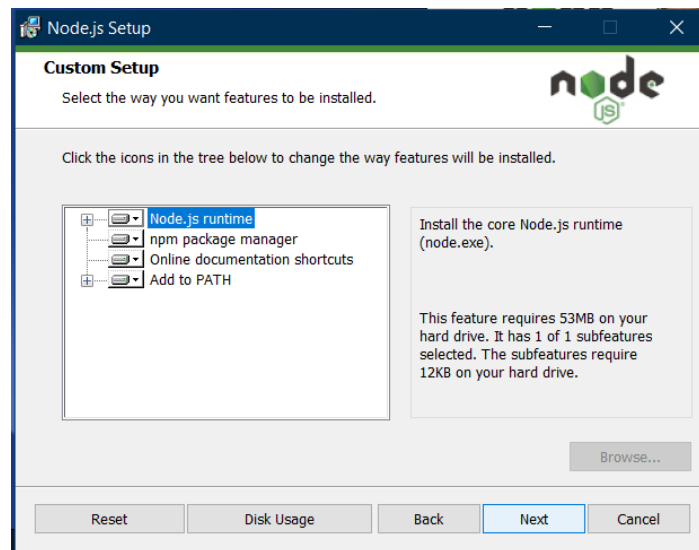 Node.js Setup
Custom Setup
Select the way you want features to be installed.
node
JS
Click the icons in the tree below to change the way features will be installed.
Node.js runtime
npm package manager
Online documentation shortcuts
Add to PATH
Install the core Node.js runtime
(node.exe).
This feature requires 53MB on your
hard drive. It has 1 of 1 subfeatures
selected. The subfeatures require
12KB on your hard drive.
Browse...
Reset
Disk Usage
Back
Next
Cancel